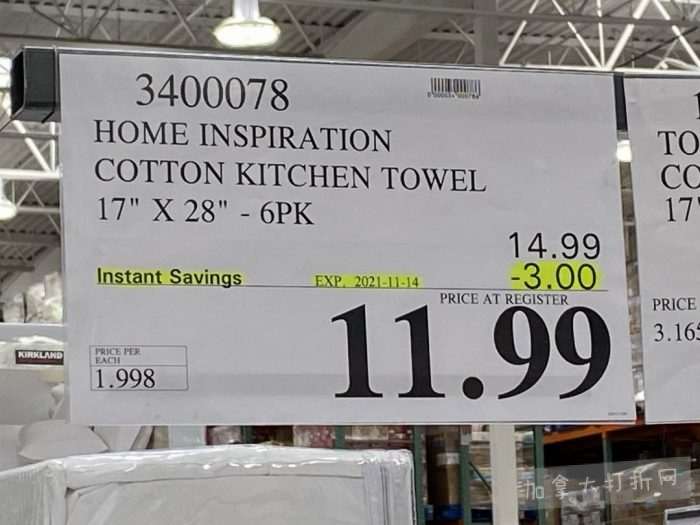 3400078
HOME INSPIRATION
COTTON KITCHEN TOWEL
17" X 28" - 6PK
14.99
Instant Savings EXP. 2021-11-14 -3.00
PRICE AT REGISTER
11.99
PRICE PER
EACH
1.998
TO
CO
17"
PRICE
3.165
KIRKLAND
加拿大打折网